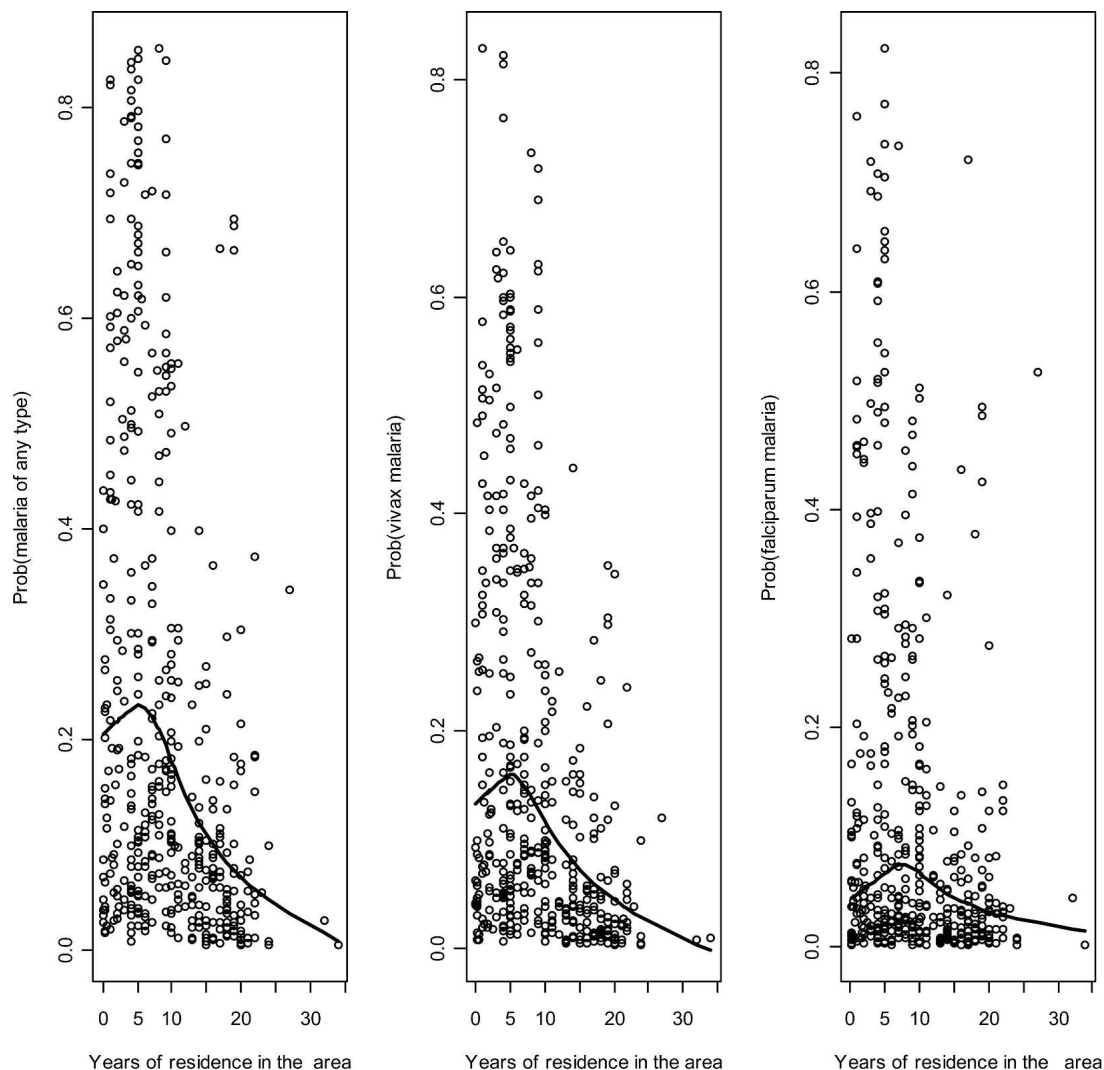 Prob(malaria of any type)
0.0 0.2 0.4 0.6 0.8
0 5 10 20 30
Years of residence in the area
Prob(vivax malaria)
0.0 0.2 0.4 0.6 0.8
0 5 10 20 30
Years of residence in the area
Prob(falciparum malaria)
0.0 0.2 0.4 0.6 0.8
0 5 10 20 30
Years of residence in the area